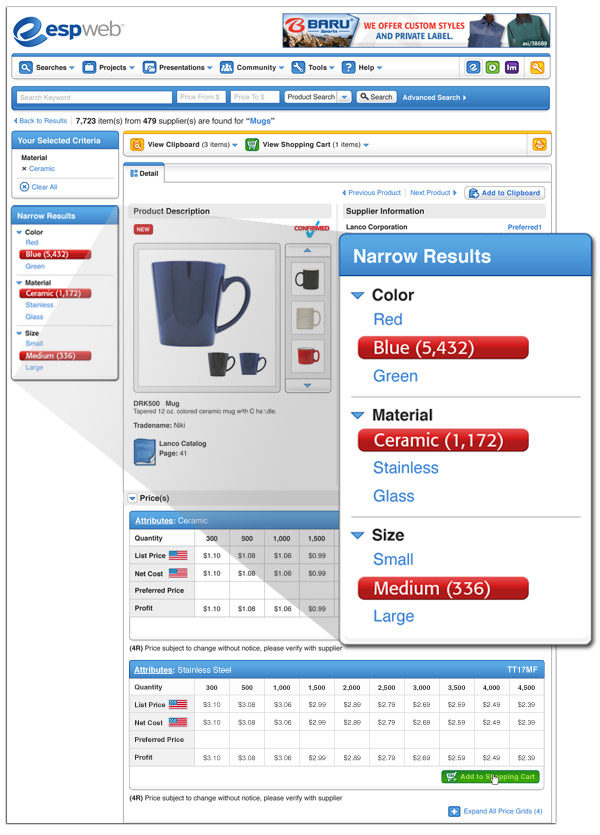 espweb
BARU Sports
WE OFFER CUSTOM STYLES
AND PRIVATE LABEL.
asi/38689
Searches Projects Presentations Community Tools Help
Search Keyword Price From $ Price To $ Product Search Search Advanced Search
Back to Results 7,723 item(s) from 479 supplier(s) are found for “Mugs”
Your Selected Criteria
Material
× Ceramic
Clear All
View Clipboard (3 items) View Shopping Cart (1 items)
Detail
Previous Product Next Product Add to Clipboard
Narrow Results
Color
Red
Blue (5,432)
Green
Material
Ceramic (1,172)
Stainless
Glass
Size
Small
Medium (336)
Large
Product Description
NEW
CONFIRMED
DRK500 Mug
Tapered 12 oz. colored ceramic mug with C
Tradename: Niki
Lanco Catalog
Page: 41
Supplier Information
Lanco Corporation Preferred1
Narrow Results
Color
Red
Blue (5,432)
Green
Material
Ceramic (1,172)
Stainless
Glass
Size
Small
Medium (336)
Large
Price(s)
Attributes: Ceramic
Quantity 300 500 1,000 1,500
List Price $1.10 $1.08 $1.06 $0.99
Net Cost $1.10 $1.08 $1.06 $0.99
Preferred Price
Profit $1.10 $1.08 $1.06 $0.99
(4R) Price subject to change without notice, please verify with supplier
Attributes: Stainless Steel TT17MF
Quantity 300 500 1,000 1,500 2,000 2,500 3,000 3,500 4,000 4,500
List Price $3.10 $3.08 $3.06 $2.99 $2.89 $2.79 $2.69 $2.59 $2.49 $2.39
Net Cost $3.10 $3.08 $3.06 $2.99 $2.89 $2.79 $2.69 $2.59 $2.49 $2.39
Preferred Price
Profit $3.10 $3.08 $3.06 $2.99 $2.89 $2.79 $2.69 $2.59 $2.49 $2.39
Add to Shopping Cart
(4R) Price subject to change without notice, please verify with supplier
Expand All Price Grids (4)